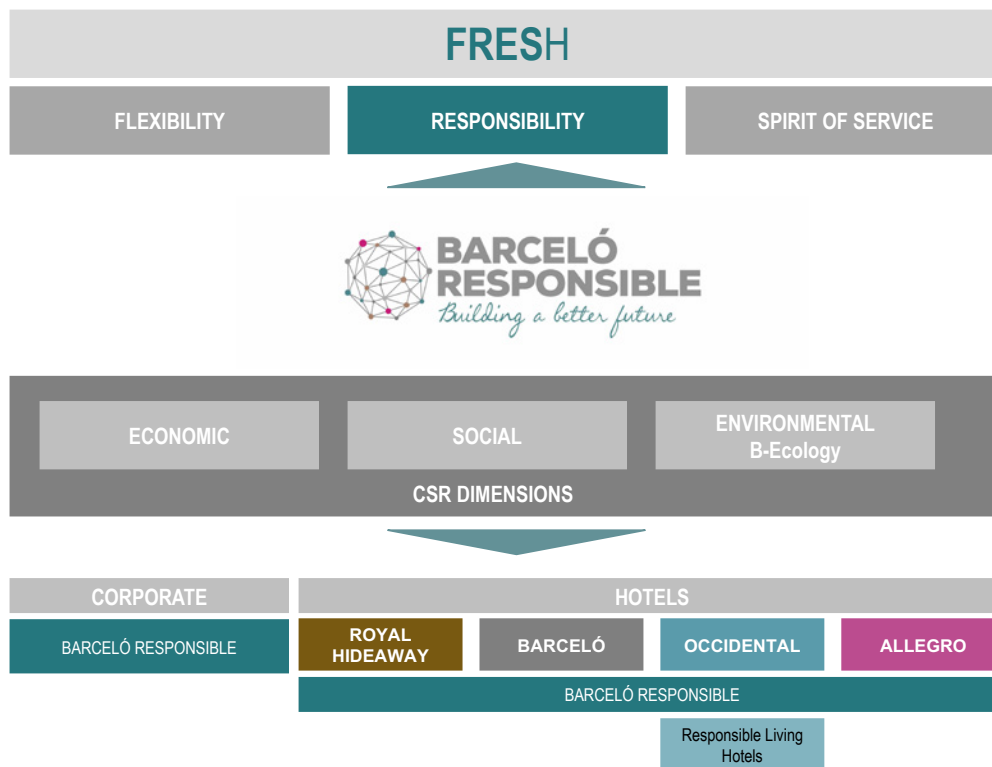 FRESH
FLEXIBILITY
RESPONSIBILITY
SPIRIT OF SERVICE
BARCELÓ
RESPONSIBLE
Building a better future
ECONOMIC
SOCIAL
ENVIRONMENTAL
B-Ecology
CSR DIMENSIONS
CORPORATE
HOTELS
BARCELÓ RESPONSIBLE
ROYAL
HIDEAWAY
BARCELÓ
OCCIDENTAL
ALLEGRO
BARCELÓ RESPONSIBLE
Responsible Living
Hotels